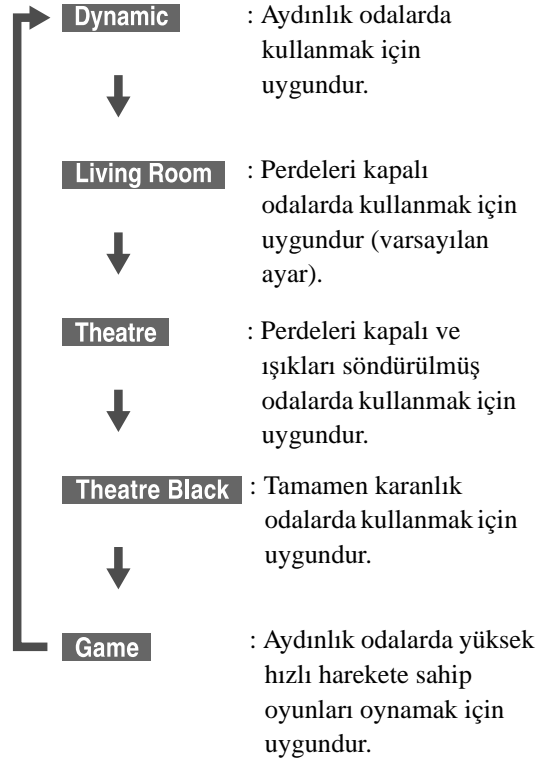 Dynamic : Aydınlık odalarda
kullanmak için
uygundur.
Living Room : Perdeleri kapalı
odalarda kullanmak için
uygundur (varsayılan
ayar).
Theatre : Perdeleri kapalı ve
ışıkları söndürülmüş
odalarda kullanmak için
uygundur.
Theatre Black : Tamamen karanlık
odalarda kullanmak için
uygundur.
Game : Aydınlık odalarda yüksek
hızlı harekete sahip
oyunları oynamak için
uygundur.